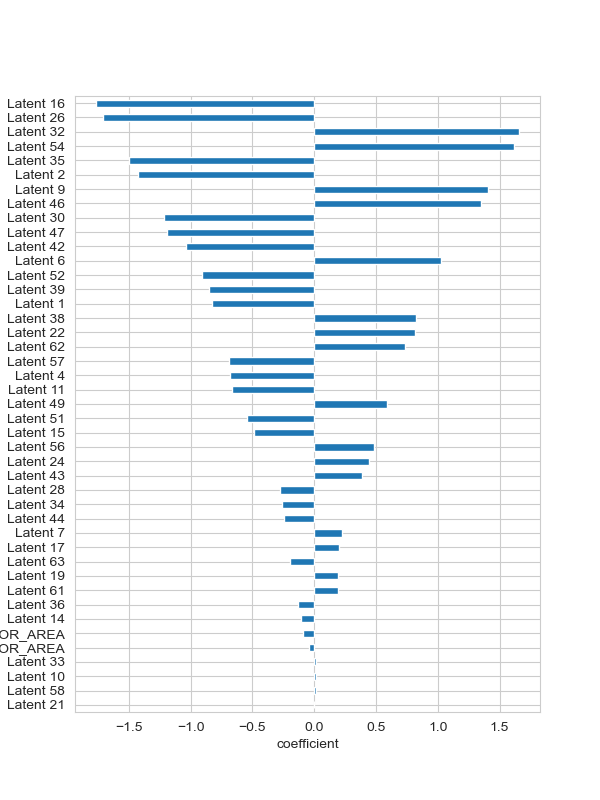 Latent 16
Latent 26
Latent 32
Latent 54
Latent 35
Latent 2
Latent 9
Latent 46
Latent 30
Latent 47
Latent 42
Latent 6
Latent 52
Latent 39
Latent 1
Latent 38
Latent 22
Latent 62
Latent 57
Latent 4
Latent 11
Latent 49
Latent 51
Latent 15
Latent 56
Latent 24
Latent 43
Latent 28
Latent 34
Latent 44
Latent 7
Latent 17
Latent 63
Latent 19
Latent 61
Latent 36
Latent 14
OR_AREA
OR_AREA
Latent 33
Latent 10
Latent 58
Latent 21
−1.5 −1.0 −0.5 0.0 0.5 1.0 1.5
coefficient